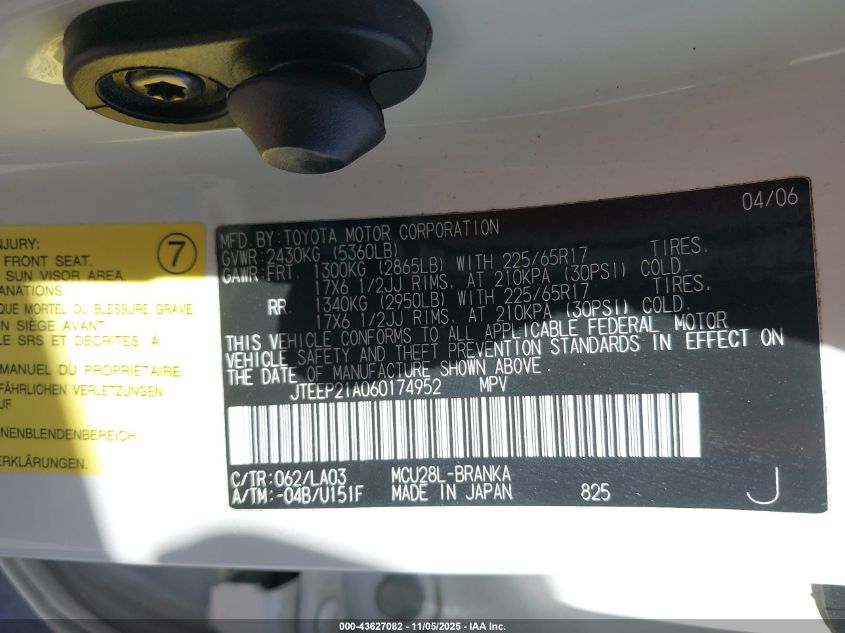 04/06
MFD. BY: TOYOTA MOTOR CORPORATION
GVWR: 2430KG (5360LB)
GAWR: FRT. 1300KG (2865LB) WITH 225/65R17 TIRES.
17X6 1/2JJ RIMS, AT 210KPA (30PSI) COLD.
RR. 1340KG (2950LB) WITH 225/65R17 TIRES.
17X6 1/2JJ RIMS, AT 210KPA (30PSI) COLD.
THIS VEHICLE CONFORMS TO ALL APPLICABLE FEDERAL MOTOR
VEHICLE SAFETY AND THEFT PREVENTION STANDARDS IN EFFECT ON
THE DATE OF MANUFACTURE SHOWN ABOVE.
JTEEP21A060174952 MPV
C/TR: 062/LA03 MCU28L-BRANKA
A/TM: -04B/U151F MADE IN JAPAN 825 J
7
NJURY:
FRONT SEAT.
SUN VISOR AREA.
ANATIONS.
QUE MORTEL OU BLESSURE GRAVE:
IN SIÈGE AVANT
LE SRS ET DÉCRITES À
MANUEL DU PROPRIÉTAIRE.
FÄHRLICHEN VERLETZUNGEN
UF
NNENBLENDENBEREICH
000-43627082 - 11/05/2025 - IAA Inc.